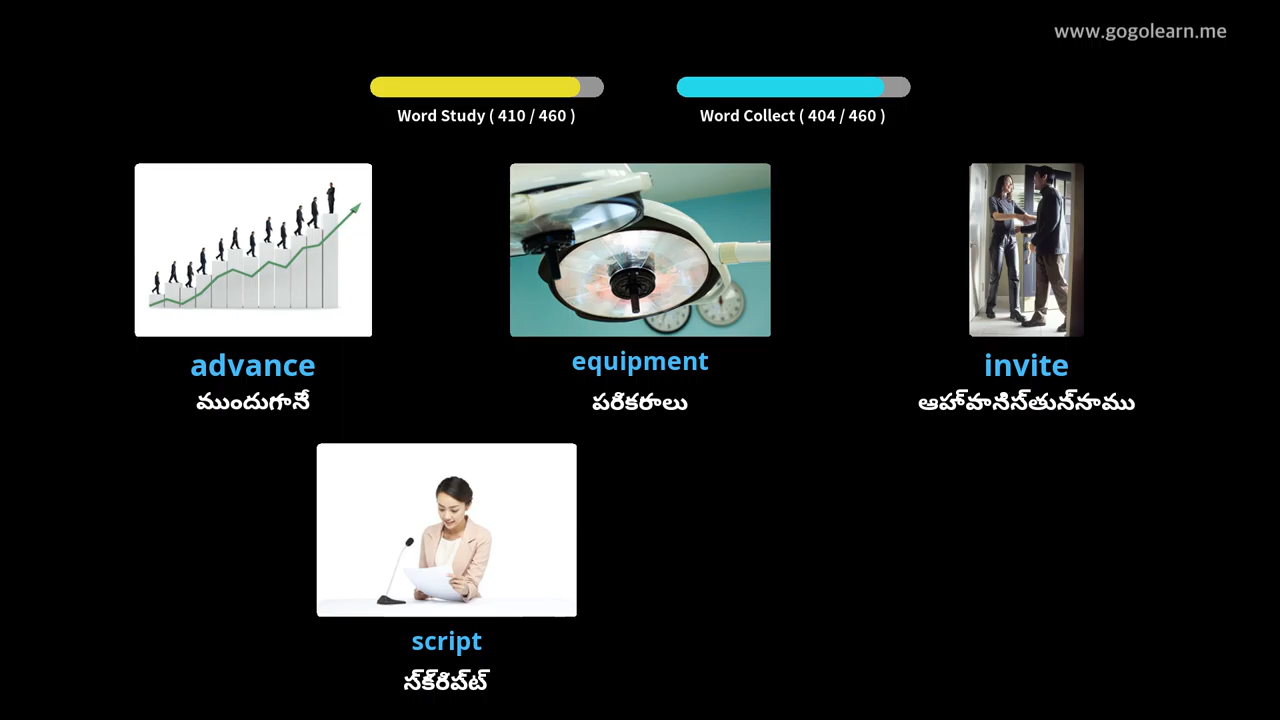 www.gogolearn.me
Word Study ( 410 / 460 )
Word Collect ( 404 / 460 )
advance
equipment
invite
ముందుగానే
పరికరాలు
ఆహ్వానిస్తున్నాము
script
స్క్రిప్ట్